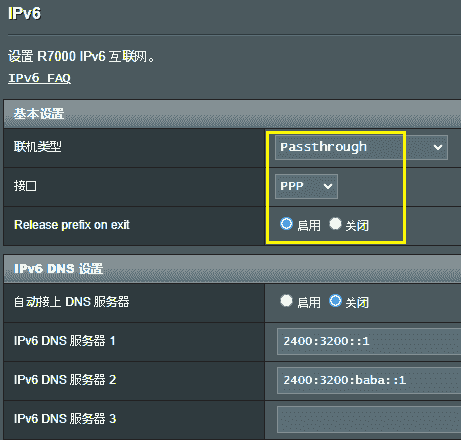 IPv6
设置 R7000 IPv6 互联网。
IPv6 FAQ
基本设置
联机类型 Passthrough
接口 PPP
Release prefix on exit 启用 关闭
IPv6 DNS 设置
自动接上 DNS 服务器 启用 关闭
IPv6 DNS 服务器 1 2400:3200::1
IPv6 DNS 服务器 2 2400:3200:baba::1
IPv6 DNS 服务器 3